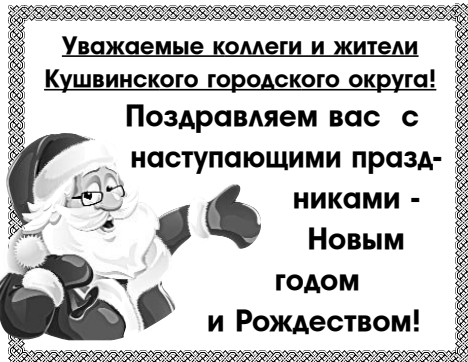 Уважаемые коллеги и жители
Кушвинского городского округа!
Поздравляем вас с
наступающими празд-
никами -
Новым
годом
и Рождеством!